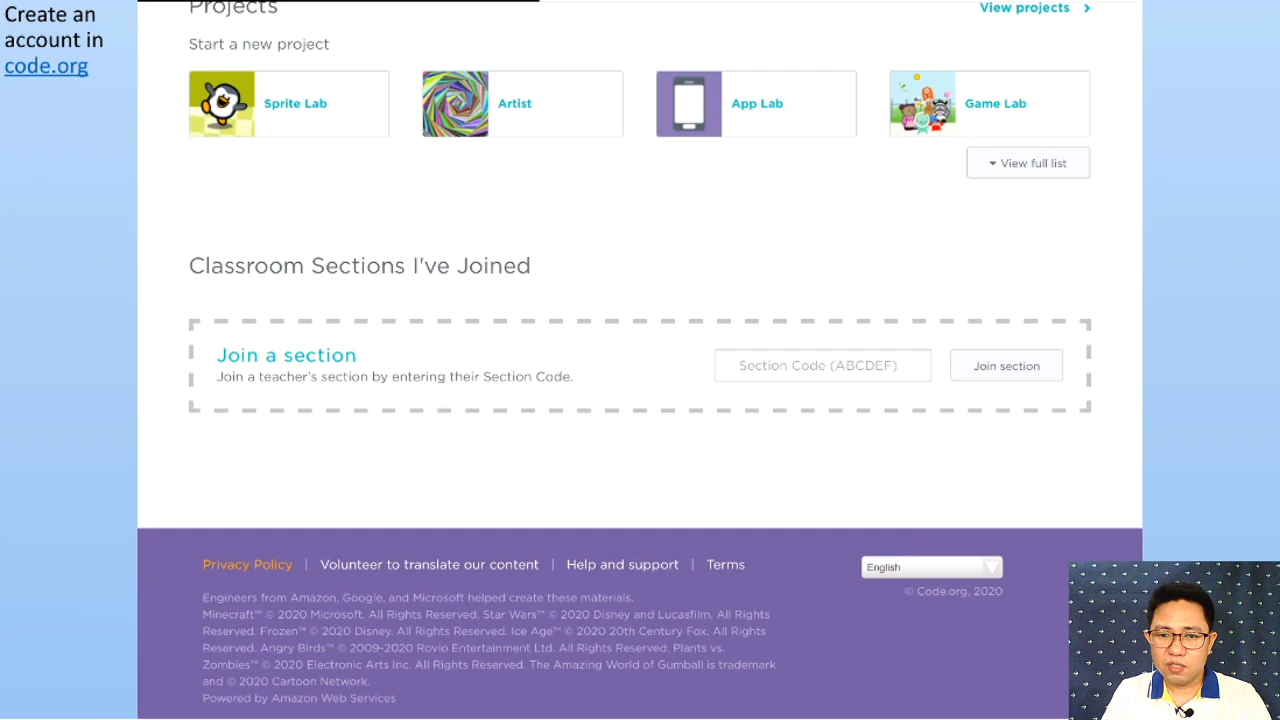 Create an
account in
code.org
Projects
View projects
Start a new project
Sprite Lab
Artist
App Lab
Game Lab
View full list
Classroom Sections I've Joined
Join a section
Join a teacher's section by entering their Section Code.
Section Code (ABCDEF)
Join section
Privacy Policy | Volunteer to translate our content | Help and support | Terms
English
© Code.org, 2020
Engineers from Amazon, Google, and Microsoft helped create these materials.
Minecraft™ © 2020 Microsoft. All Rights Reserved. Star Wars™ © 2020 Disney and Lucasfilm. All Rights
Reserved. Frozen™ © 2020 Disney. All Rights Reserved. Ice Age™ © 2020 20th Century Fox. All Rights
Reserved. Angry Birds™ © 2009-2020 Rovio Entertainment Ltd. All Rights Reserved. Plants vs.
Zombies™ © 2020 Electronic Arts Inc. All Rights Reserved. The Amazing World of Gumball is trademark
and © 2020 Cartoon Network.
Powered by Amazon Web Services